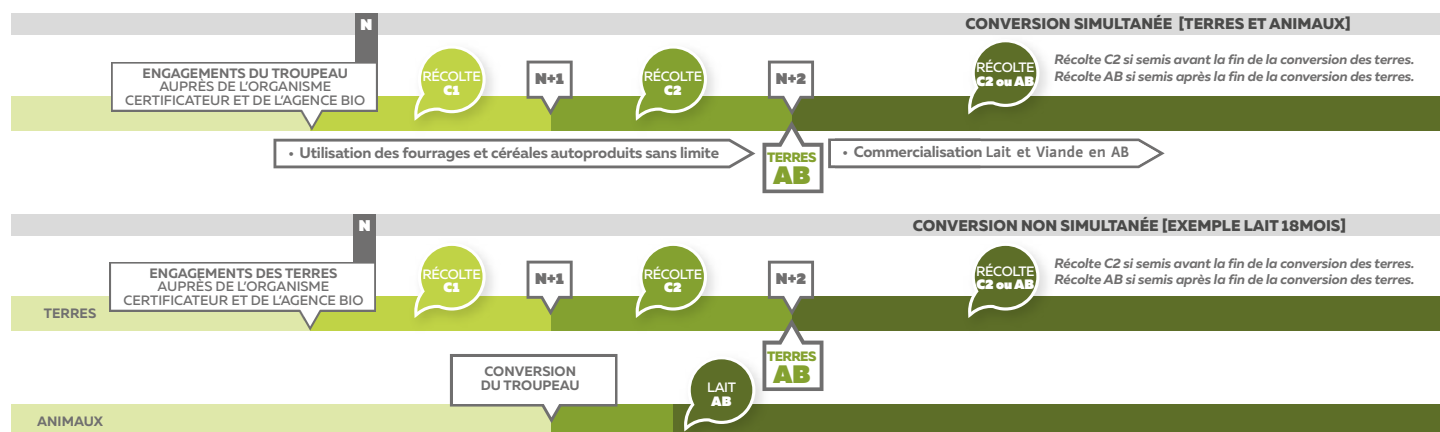 CONVERSION SIMULTANÉE [TERRES ET ANIMAUX]
N
ENGAGEMENTS DU TROUPEAU
AUPRÈS DE L'ORGANISME
CERTIFICATEUR ET DE L'AGENCE BIO
RÉCOLTE
C1
N+1
RÉCOLTE
C2
N+2
RÉCOLTE
C2 ou AB
Récolte C2 si semis avant la fin de la conversion des terres.
Récolte AB si semis après la fin de la conversion des terres.
• Utilisation des fourrages et céréales autoproduits sans limite
TERRES
AB
• Commercialisation Lait et Viande en AB
CONVERSION NON SIMULTANÉE [EXEMPLE LAIT 18MOIS]
N
ENGAGEMENTS DES TERRES
AUPRÈS DE L'ORGANISME
CERTIFICATEUR ET DE L'AGENCE BIO
RÉCOLTE
C1
N+1
RÉCOLTE
C2
N+2
RÉCOLTE
C2 ou AB
Récolte C2 si semis avant la fin de la conversion des terres.
Récolte AB si semis après la fin de la conversion des terres.
TERRES
TERRES
AB
CONVERSION
DU TROUPEAU
LAIT
AB
ANIMAUX